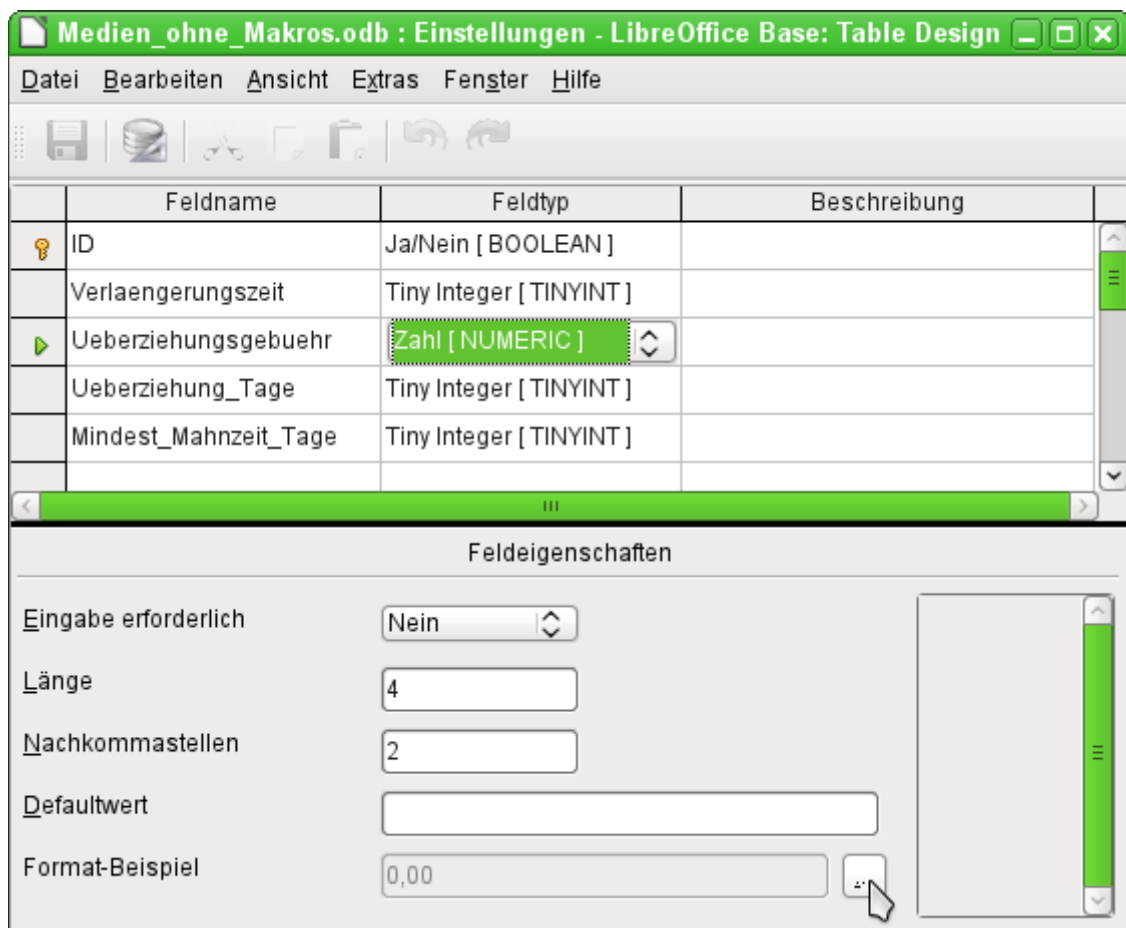 Medien_ohne_Makros.odb : Einstellungen - LibreOffice Base: Table Design
Datei Bearbeiten Ansicht Extras Fenster Hilfe
Feldname Feldtyp Beschreibung
ID Ja/Nein [ BOOLEAN ]
Verlaengerungszeit Tiny Integer [ TINYINT ]
Ueberziehungsgebuehr Zahl [ NUMERIC ]
Ueberziehung_Tage Tiny Integer [ TINYINT ]
Mindest_Mahnzeit_Tage Tiny Integer [ TINYINT ]
Feldeigenschaften
Eingabe erforderlich Nein
Länge 4
Nachkommastellen 2
Defaultwert
Format-Beispiel 0,00 ...